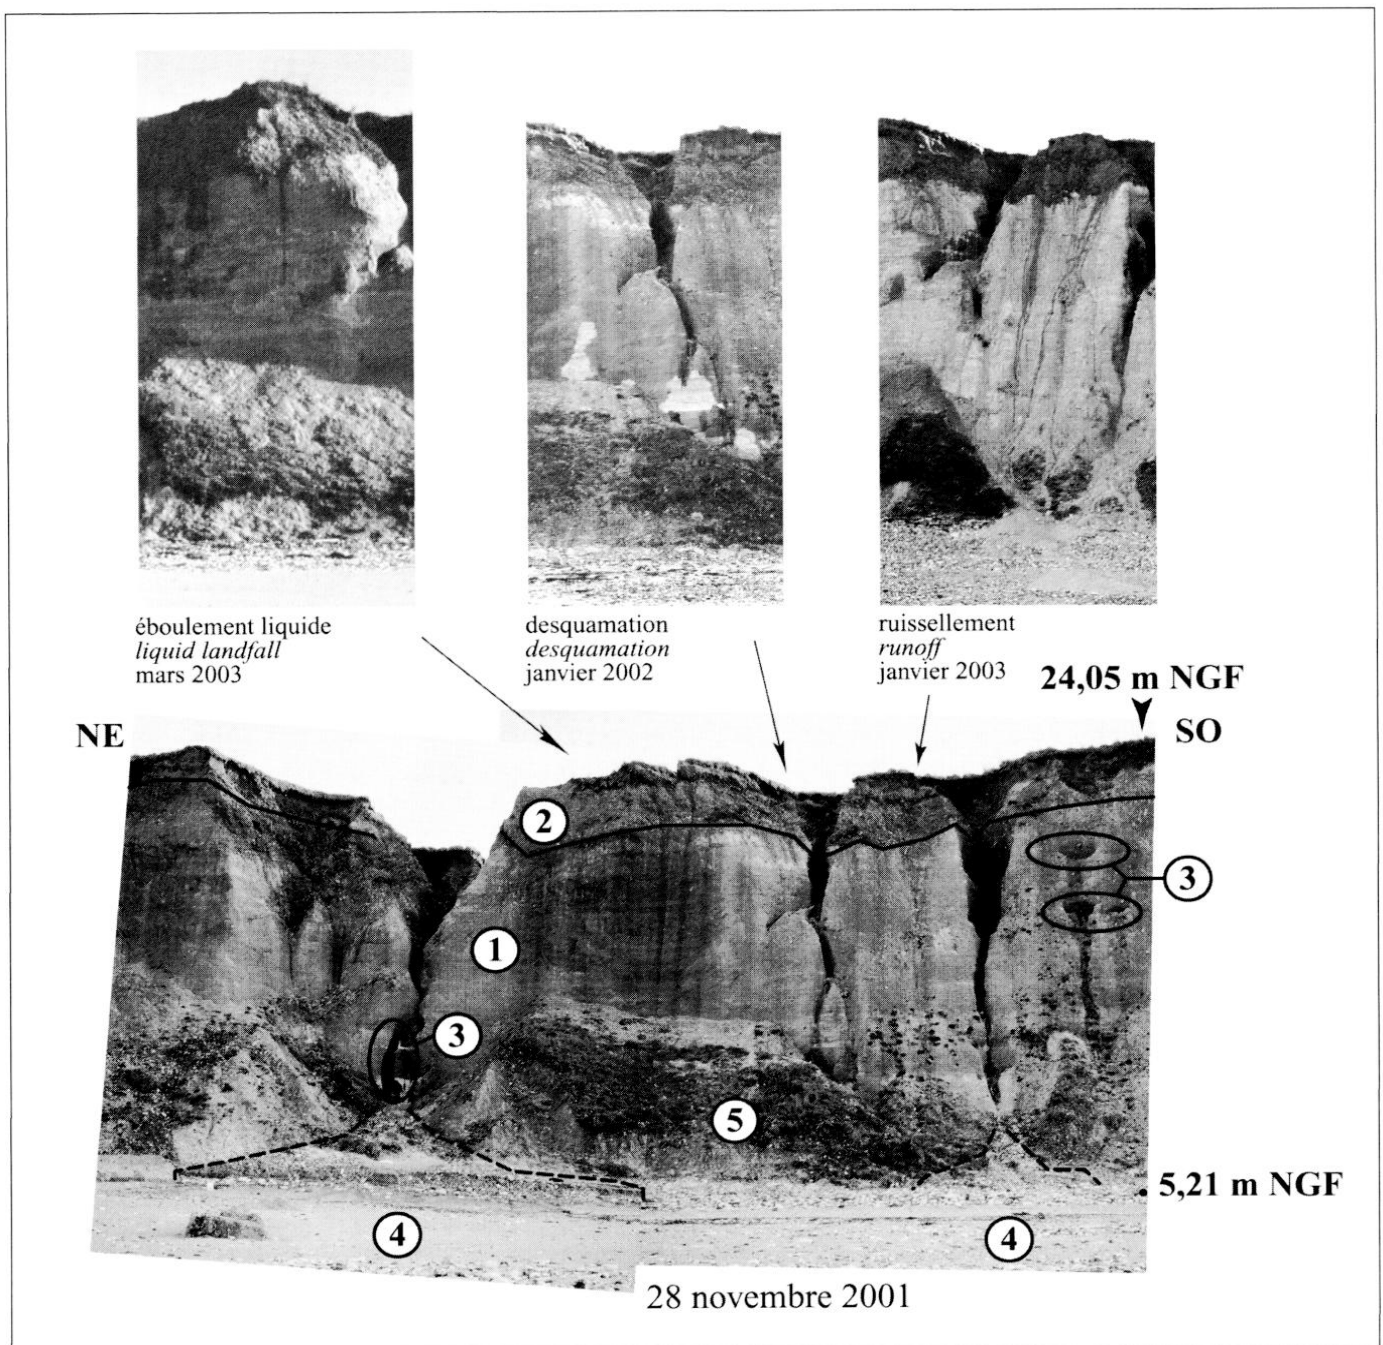 éboulement liquide
liquid landfall
mars 2003
desquamation
desquamation
janvier 2002
ruissellement
runoff
janvier 2003
24,05 m NGF
NE
SO
2
3
1
3
5
5,21 m NGF
4
4
28 novembre 2001